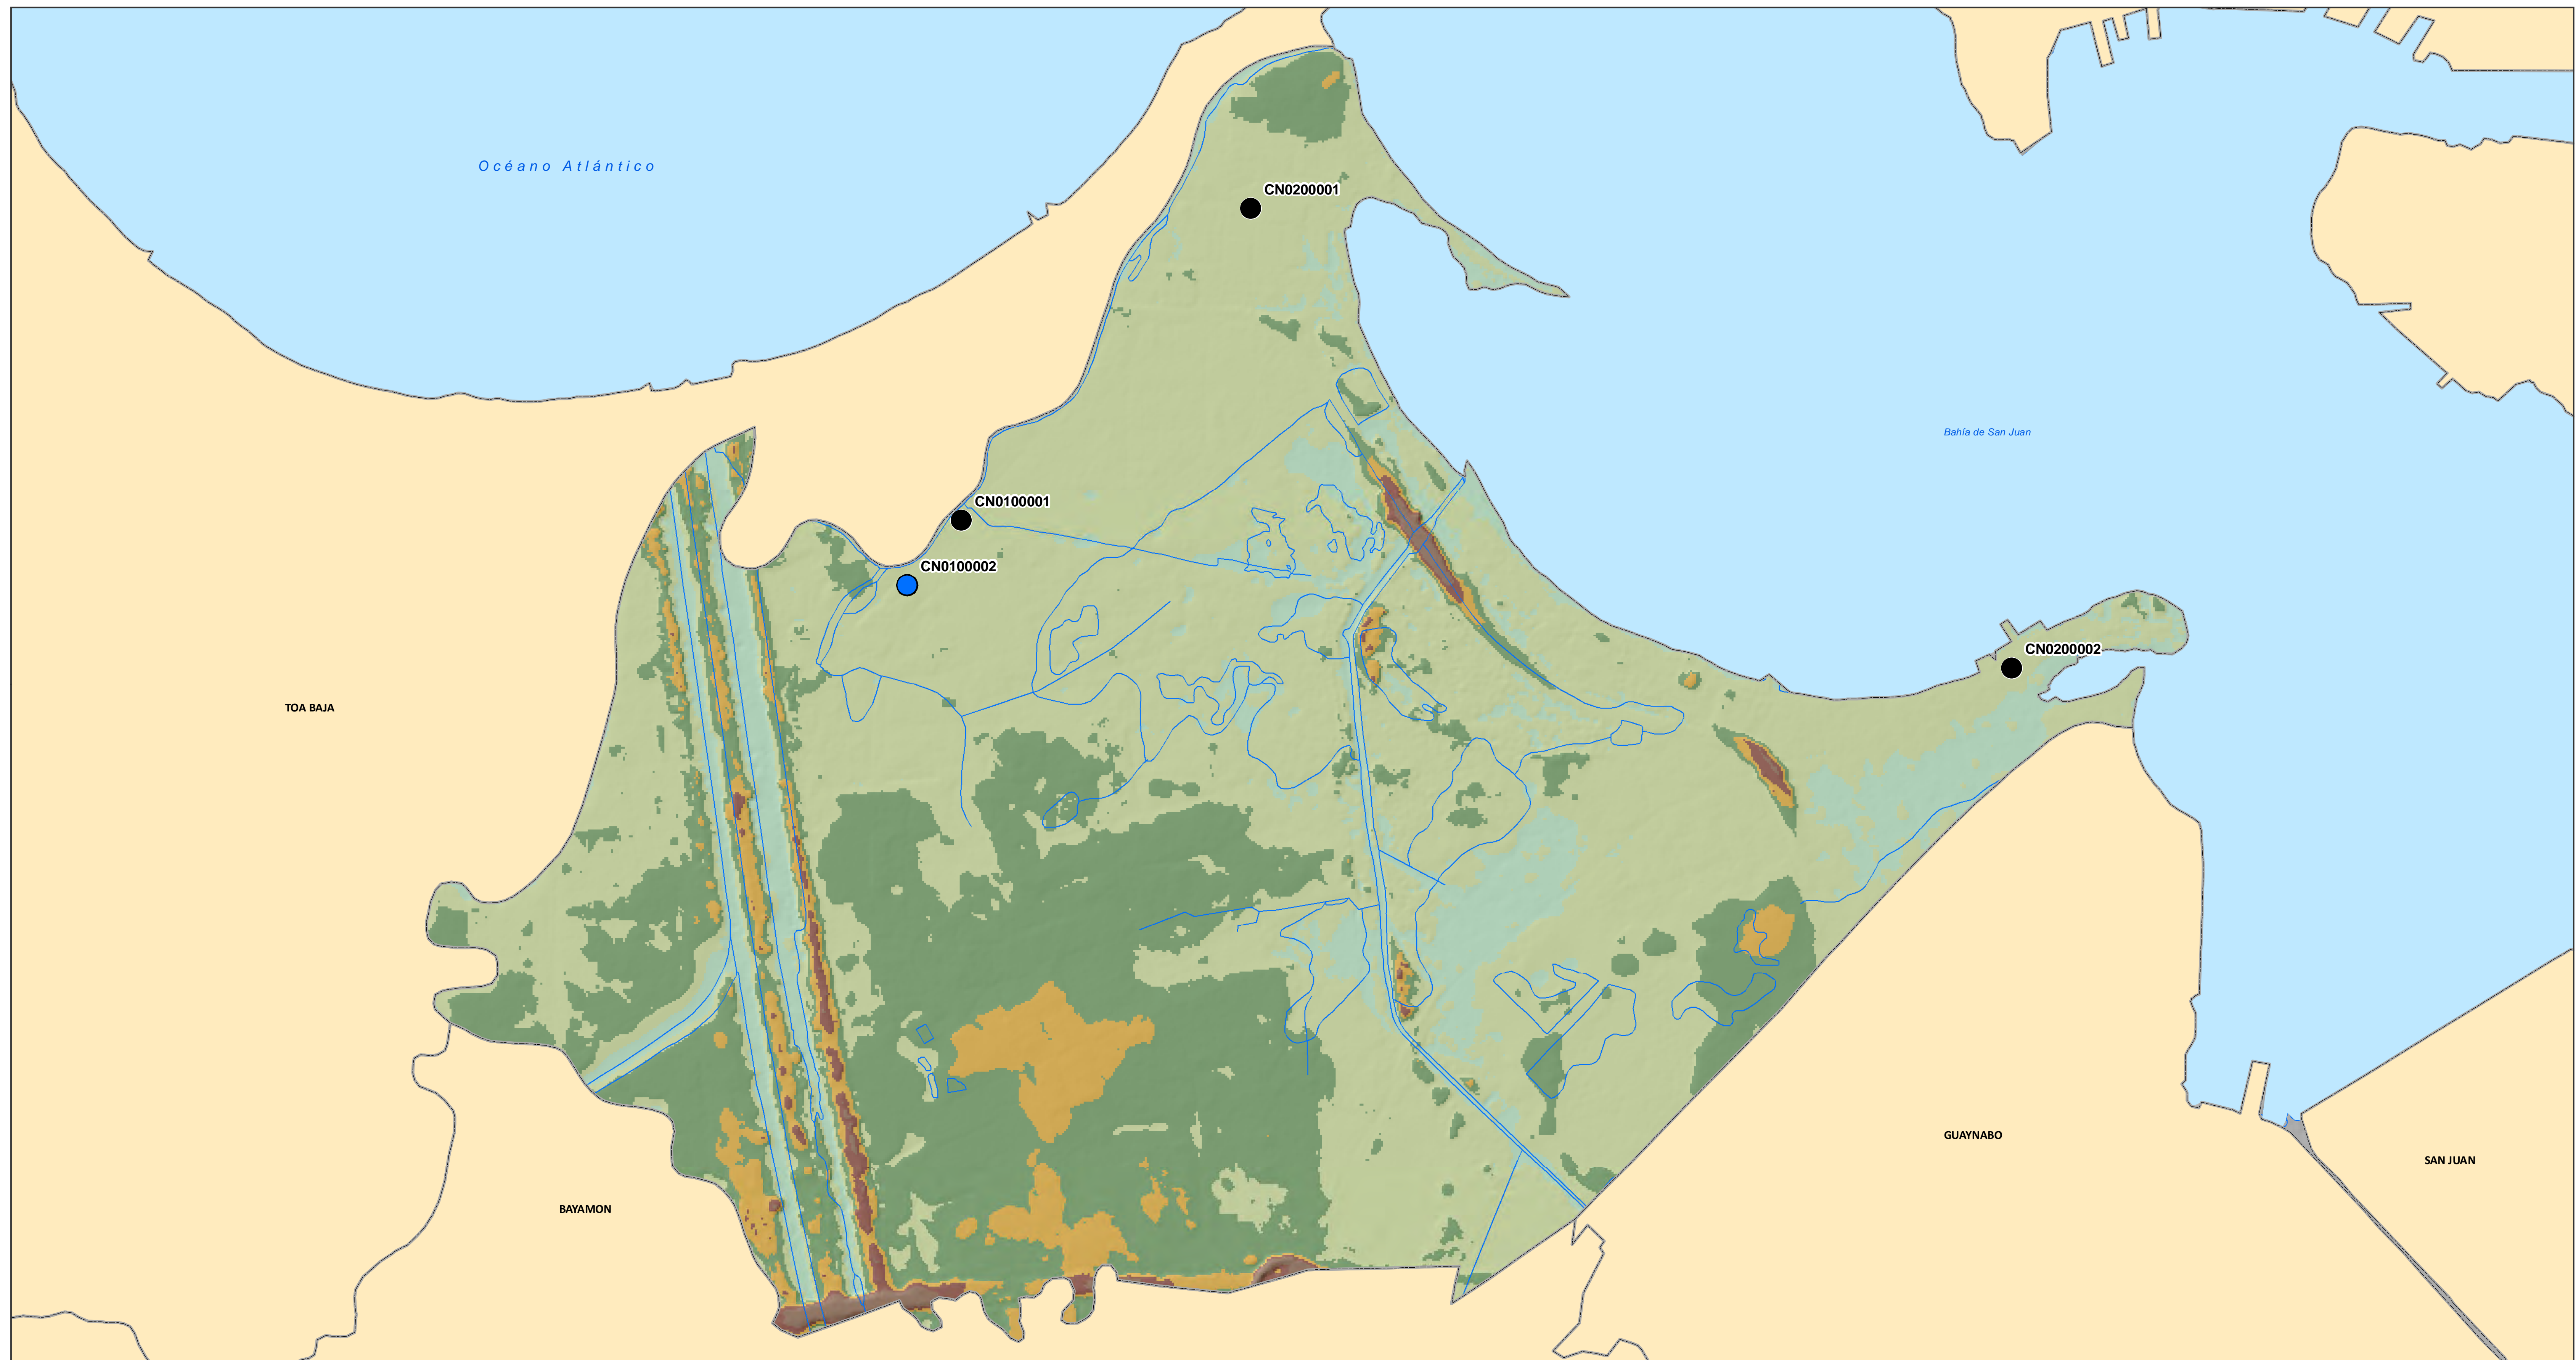 Océano Atlántico
CN0200001
Bahía de San Juan
CN0100001
CN0100002
CN0200002
TOA BAJA
GUAYNABO
SAN JUAN
BAYAMON